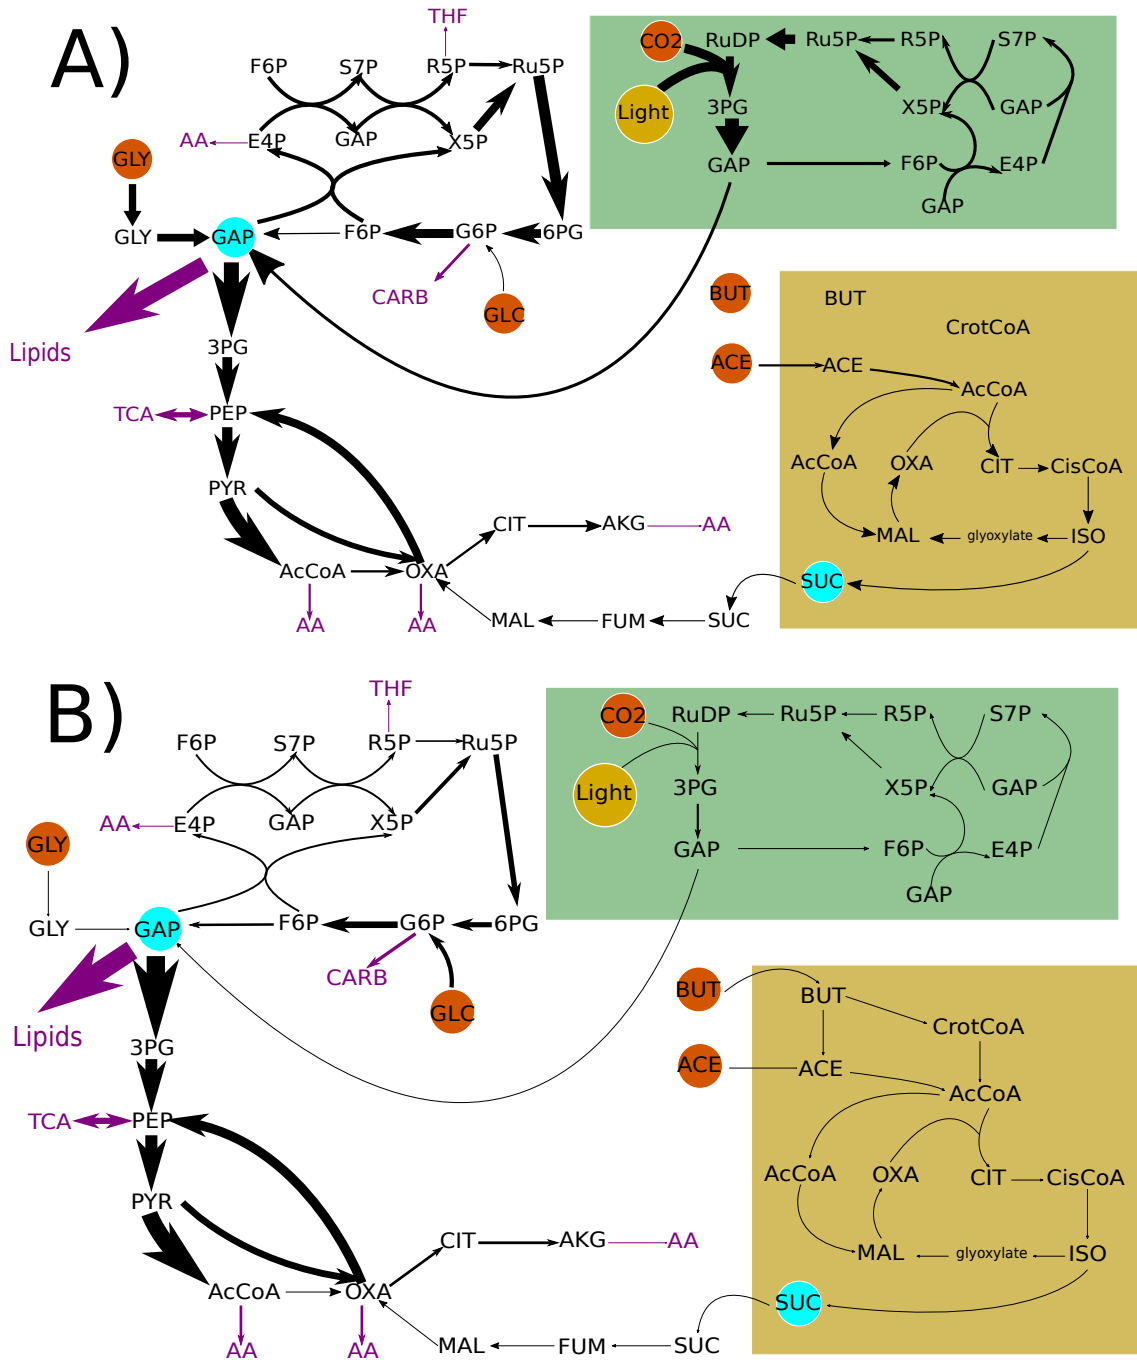 A)
THF
F6P S7P R5P Ru5P
AA E4P GAP X5P
GLY
GLY GAP F6P G6P 6PG
CARB GLC
Lipids
3PG
TCA PEP
PYR
CIT AKG AA
AcCoA OXA
AA AA MAL FUM SUC
CO2 RuDP Ru5P R5P S7P
Light 3PG X5P GAP
GAP F6P E4P
GAP
BUT BUT
CrotCoA
ACE ACE
AcCoA
AcCoA OXA CIT CisCoA
MAL glyoxylate ISO
SUC
B)
THF
F6P S7P R5P Ru5P
AA E4P GAP X5P
GLY
GLY GAP F6P G6P 6PG
CARB GLC
Lipids
3PG
TCA PEP
PYR
CIT AKG AA
AcCoA OXA
AA AA MAL FUM SUC
CO2 RuDP Ru5P R5P S7P
Light 3PG X5P GAP
GAP F6P E4P
GAP
BUT BUT
CrotCoA
ACE ACE
AcCoA
AcCoA OXA CIT CisCoA
MAL glyoxylate ISO
SUC